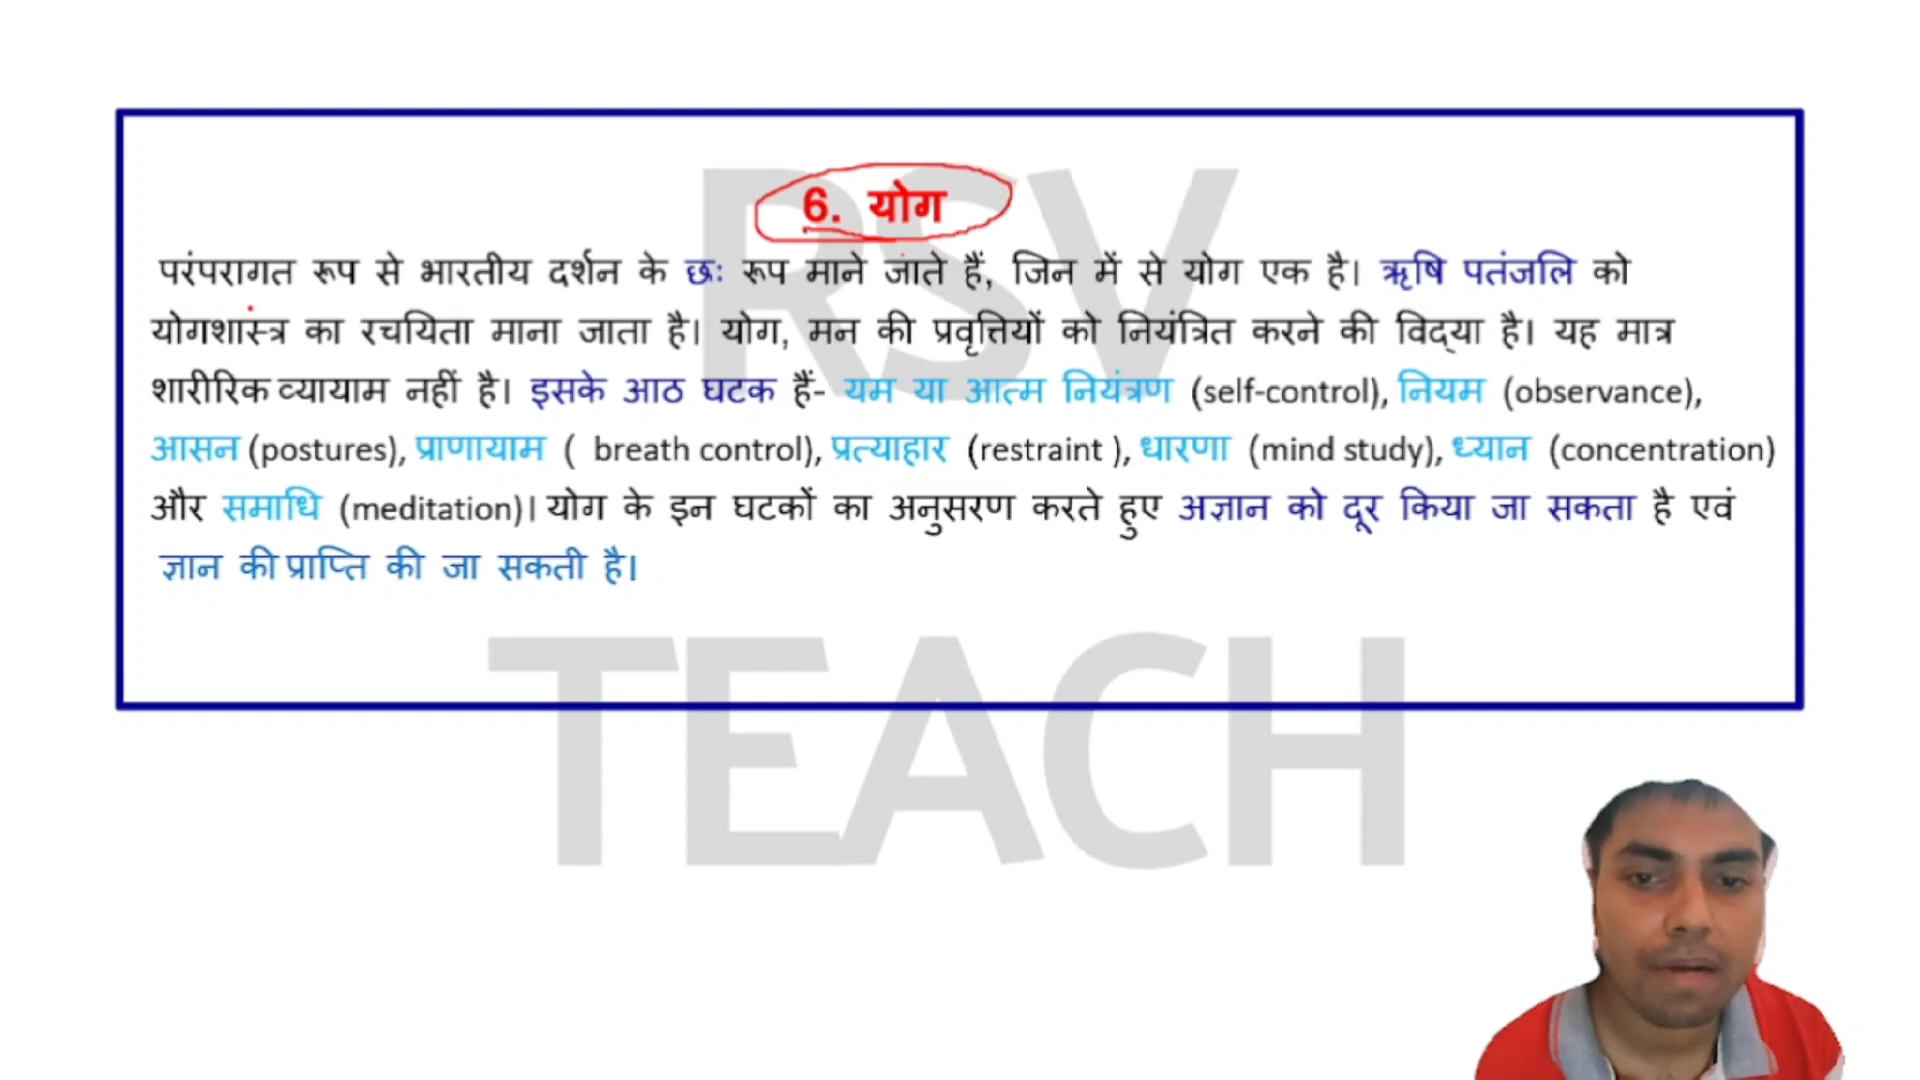 RSV
6. योग
परंपरागत रूप से भारतीय दर्शन के छः रूप माने जाते हैं, जिन में से योग एक है। ऋषि पतंजलि को
योगशास्त्र का रचयिता माना जाता है। योग, मन की प्रवृत्तियों को नियंत्रित करने की विद्या है। यह मात्र
शारीरिक व्यायाम नहीं है। इसके आठ घटक हैं- यम या आत्म नियंत्रण (self-control), नियम (observance),
आसन (postures), प्राणायाम ( breath control), प्रत्याहार (restraint ), धारणा (mind study), ध्यान (concentration)
और समाधि (meditation)। योग के इन घटकों का अनुसरण करते हुए अज्ञान को दूर किया जा सकता है एवं
ज्ञान की प्राप्ति की जा सकती है।
TEACH